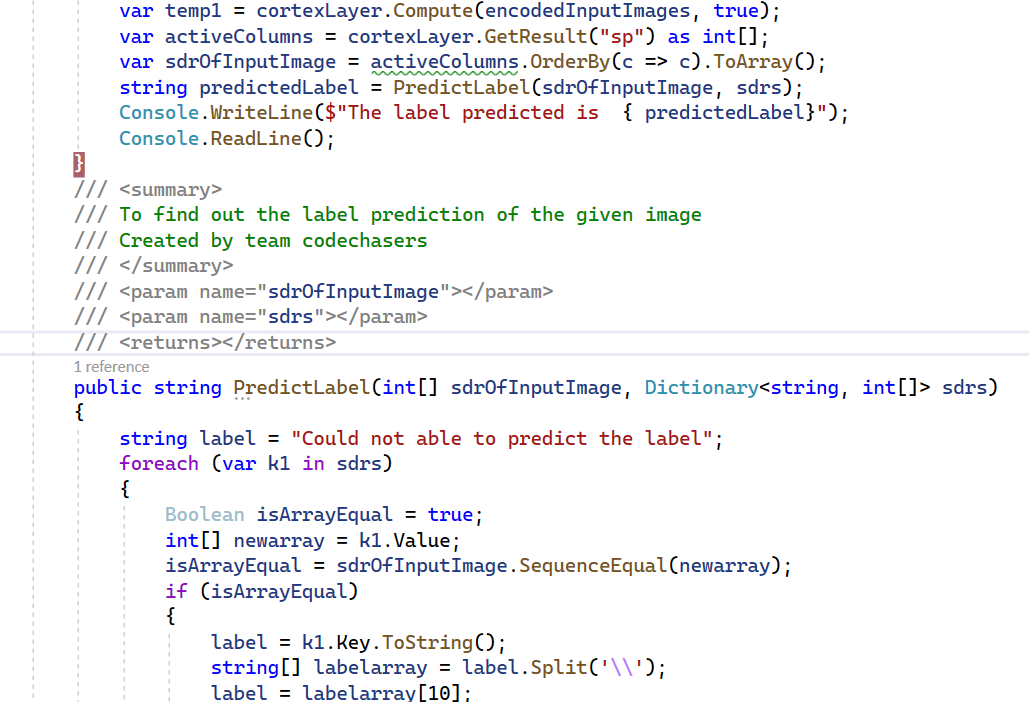 var temp1 = cortexLayer.Compute(encodedInputImages, true);
var activeColumns = cortexLayer.GetResult("sp") as int[];
var sdrOfInputImage = activeColumns.OrderBy(c => c).ToArray();
string predictedLabel = PredictLabel(sdrOfInputImage, sdrs);
Console.WriteLine($"The label predicted is  { predictedLabel}");
Console.ReadLine();
}
/// <summary>
/// To find out the label prediction of the given image
/// Created by team codechasers
/// </summary>
/// <param name="sdrOfInputImage"></param>
/// <param name="sdrs"></param>
/// <returns></returns>
1 reference
public string PredictLabel(int[] sdrOfInputImage, Dictionary<string, int[]> sdrs)
{
string label = "Could not able to predict the label";
foreach (var k1 in sdrs)
{
Boolean isArrayEqual = true;
int[] newarray = k1.Value;
isArrayEqual = sdrOfInputImage.SequenceEqual(newarray);
if (isArrayEqual)
{
label = k1.Key.ToString();
string[] labelarray = label.Split('\\');
label = labelarray[10];